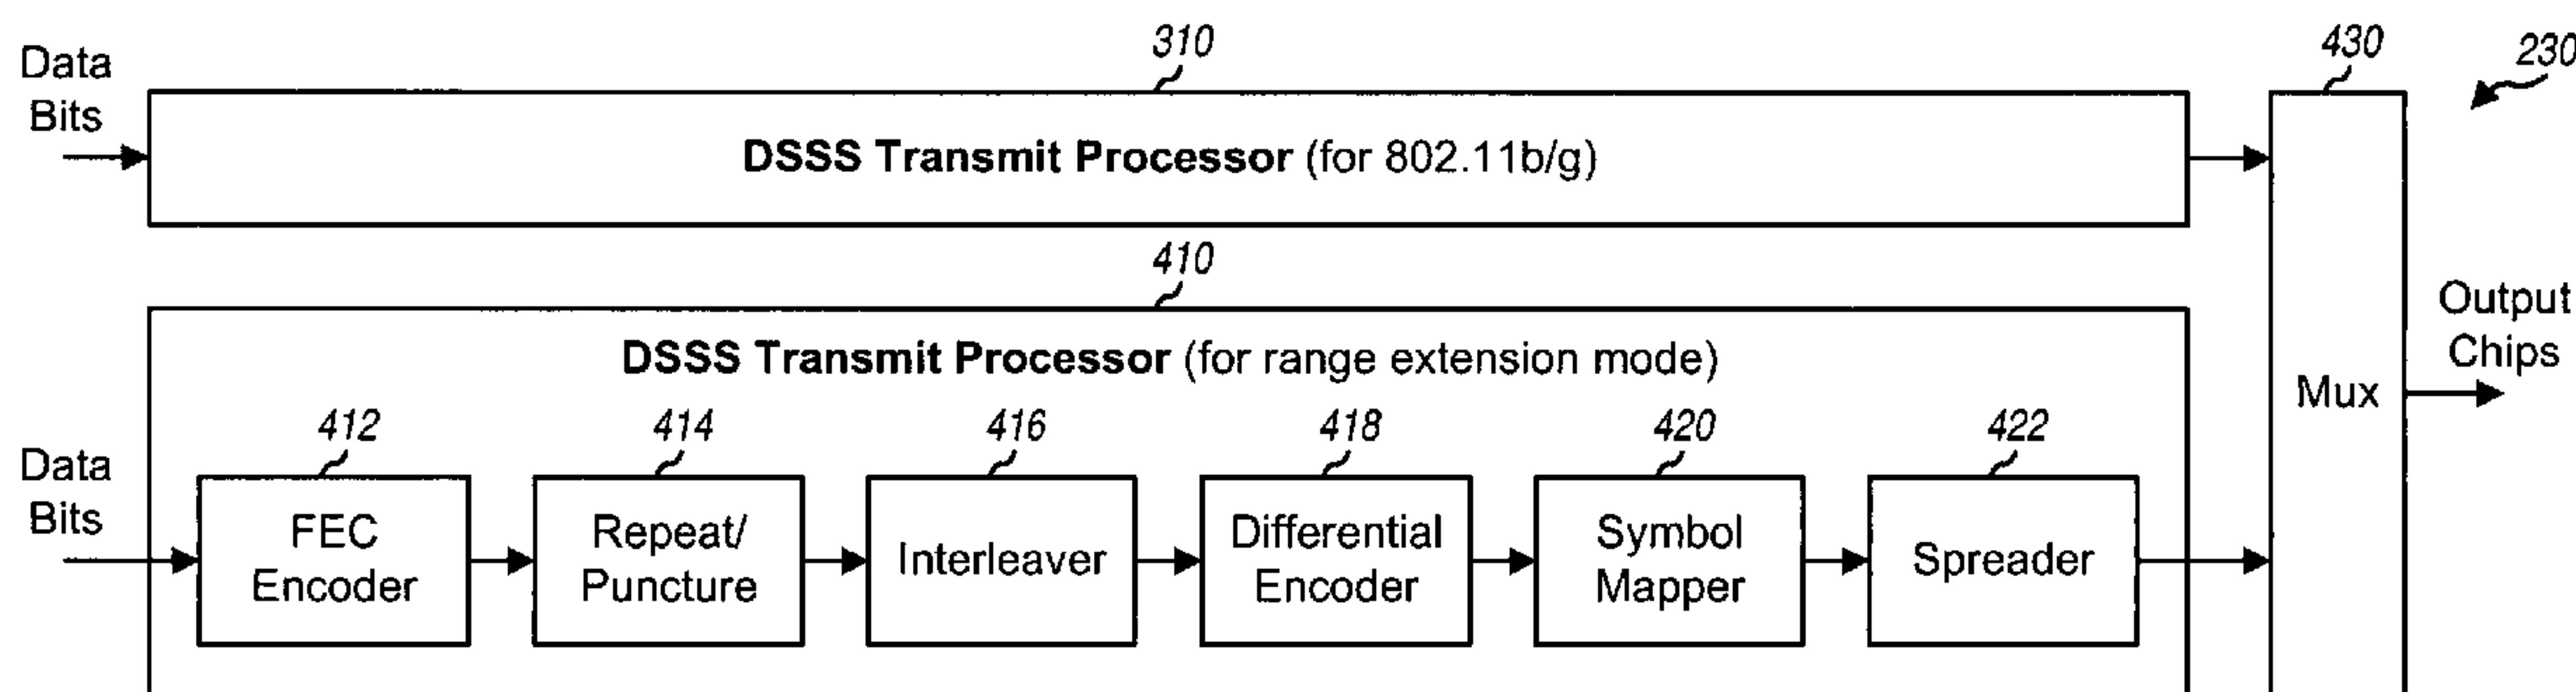 310
430
230
Data
Bits
DSSS Transmit Processor (for 802.11b/g)
410
DSSS Transmit Processor (for range extension mode)
Output
Chips
Mux
412
414
416
418
420
422
Data
Bits
FEC
Encoder
Repeat/
Puncture
Interleaver
Differential
Encoder
Symbol
Mapper
Spreader